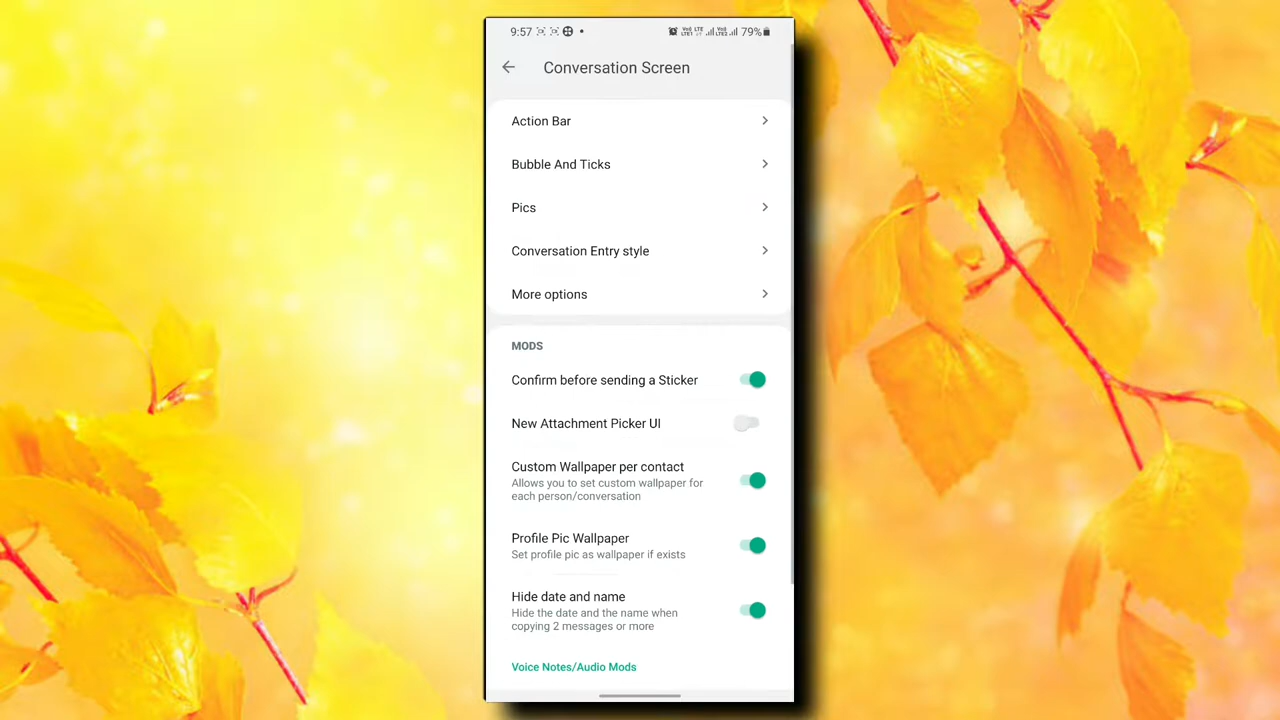 9:57 79%
Conversation Screen
Action Bar
Bubble And Ticks
Pics
Conversation Entry style
More options
MODS
Confirm before sending a Sticker
New Attachment Picker UI
Custom Wallpaper per contact
Allows you to set custom wallpaper for
each person/conversation
Profile Pic Wallpaper
Set profile pic as wallpaper if exists
Hide date and name
Hide the date and the name when
copying 2 messages or more
Voice Notes/Audio Mods